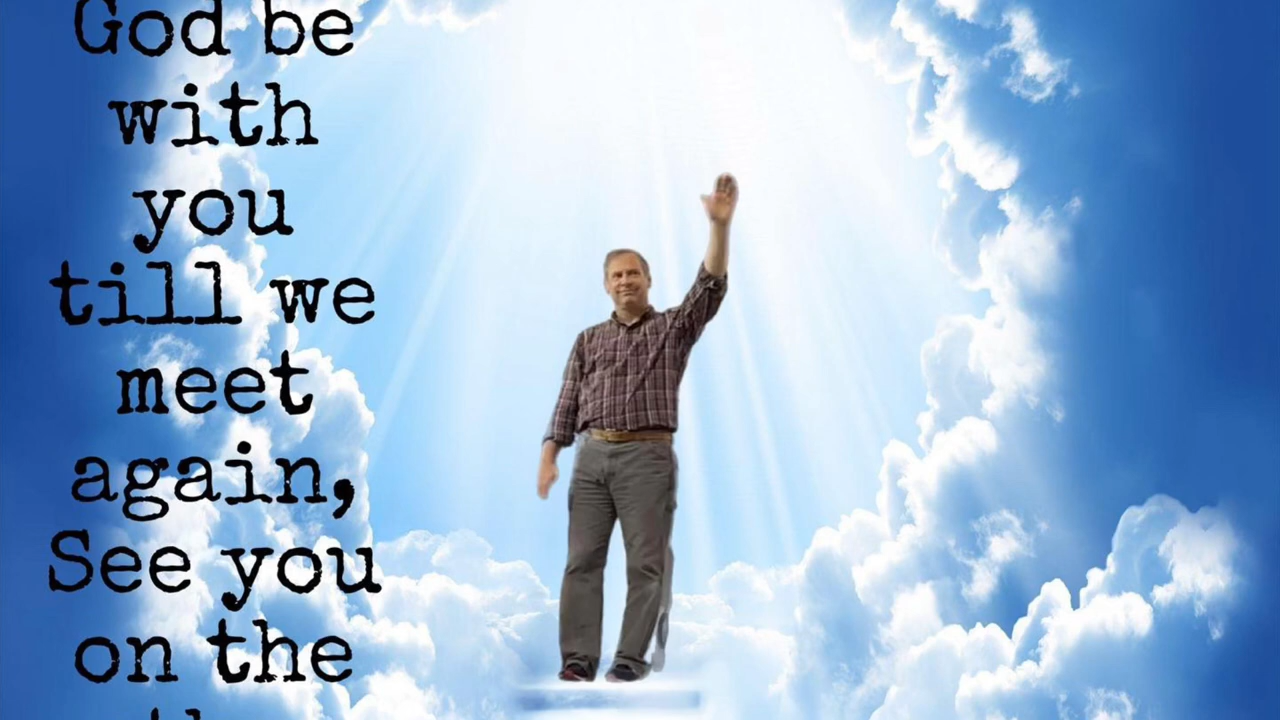 God be
with
you
till we
meet
again,
See you
on the